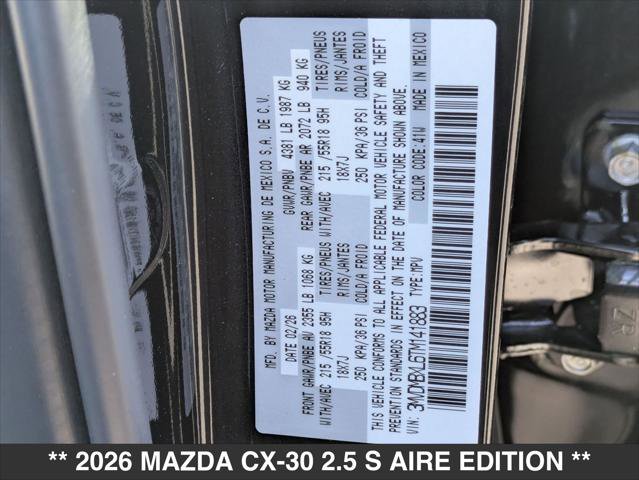 MFD. BY MAZDA MOTOR MANUFACTURING DE MEXICO S.A. DE C.V.
DATE 02/26 GVWR/PNBV 4381 LB 1987 KG
FRONT GAWR/PNBE AV 2355 LB 1068 KG REAR GAWR/PNBE AR 2072 LB 940 KG
TIRES/PNEUS TIRES/PNEUS
WITH/AVEC 215 /55R18 95H RIMS/JANTES WITH/AVEC 215 /55R18 95H RIMS/JANTES
18X7J COLD/A FROID 18X7J COLD/A FROID
250 KPA/36 PSI 250 KPA/36 PSI
THIS VEHICLE CONFORMS TO ALL APPLICABLE FEDERAL MOTOR VEHICLE SAFETY AND THEFT
PREVENTION STANDARDS IN EFFECT ON THE DATE OF MANUFACTURE SHOWN ABOVE.
COLOR CODE:41W MADE IN MEXICO
VIN: TYPE:MPV
** 2026 MAZDA CX-30 2.5 S AIRE EDITION **